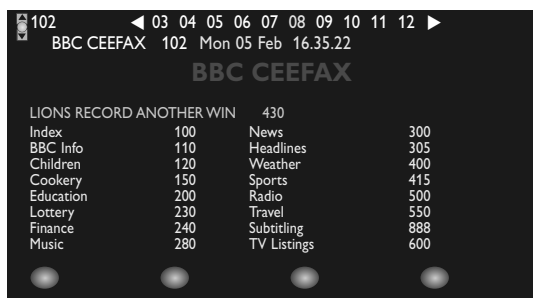 102 ◀ 03 04 05 06 07 08 09 10 11 12 ▶
BBC CEEFAX 102 Mon 05 Feb 16.35.22
BBC CEEFAX
LIONS RECORD ANOTHER WIN 430
Index 100 News 300
BBC Info 110 Headlines 305
Children 120 Weather 400
Cookery 150 Sports 415
Education 200 Radio 500
Lottery 230 Travel 550
Finance 240 Subtitling 888
Music 280 TV Listings 600